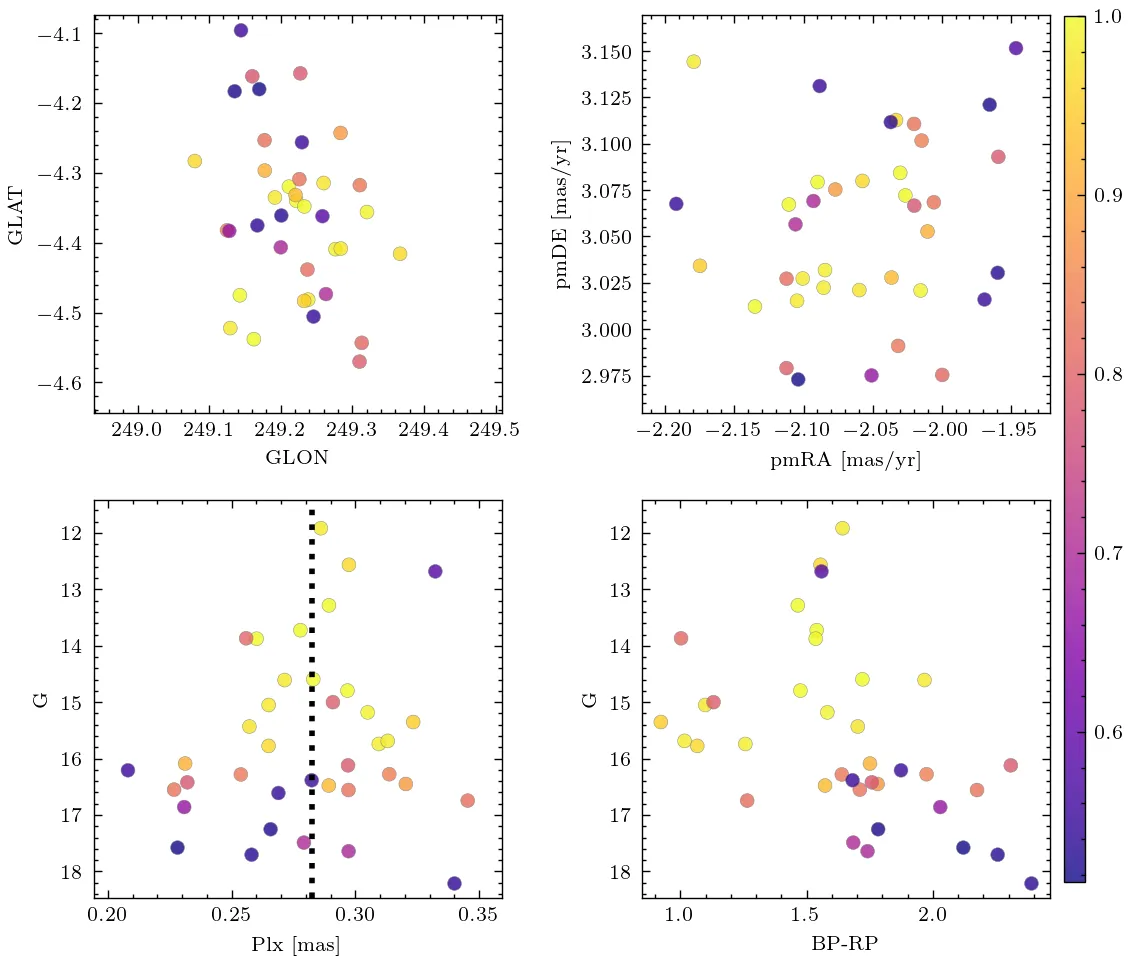 −4.1
−4.2
−4.3
−4.4
−4.5
−4.6
GLAT
249.0 249.1 249.2 249.3 249.4 249.5
GLON
3.150
3.125
3.100
3.075
3.050
3.025
3.000
2.975
pmDE [mas/yr]
−2.20 −2.15 −2.10 −2.05 −2.00 −1.95
pmRA [mas/yr]
1.0
0.9
0.8
0.7
0.6
12
13
14
15
16
17
18
G
0.20 0.25 0.30 0.35
Plx [mas]
12
13
14
15
16
17
18
G
1.0 1.5 2.0
BP-RP